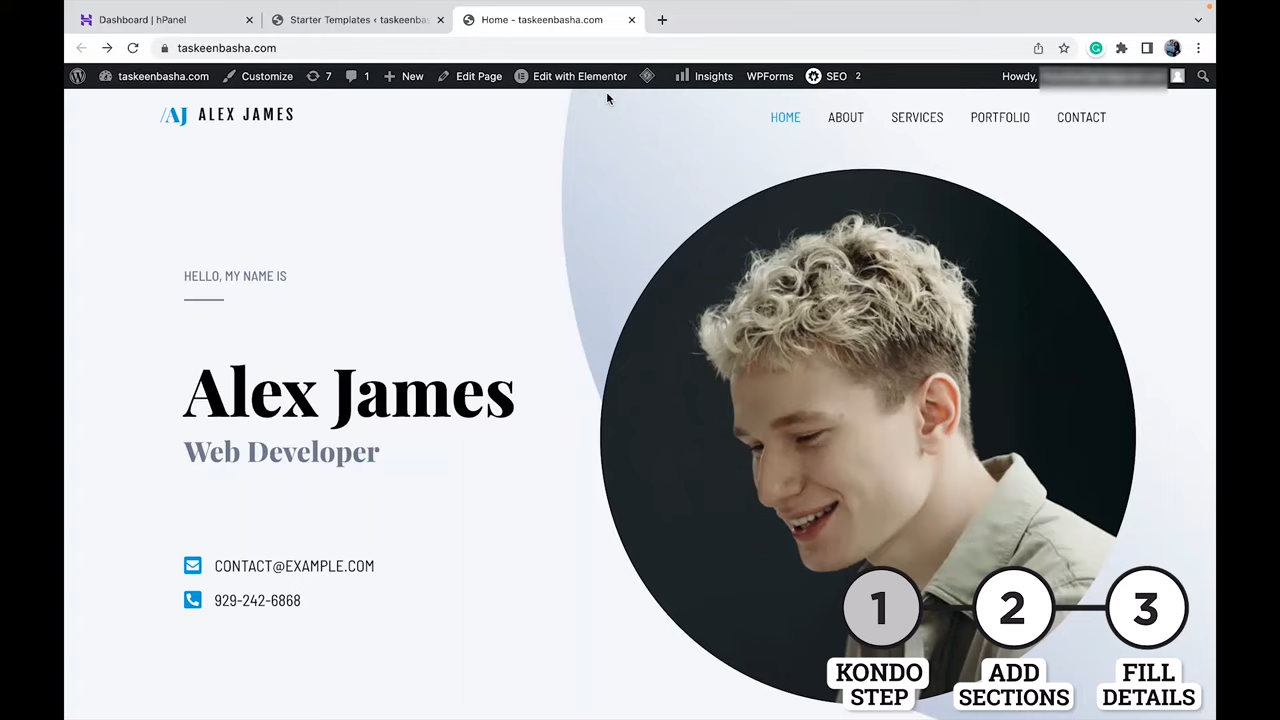 Dashboard | hPanel
Starter Templates ‹ taskeenbas
Home - taskeenbasha.com
taskeenbasha.com
taskeenbasha.com
Customize
7
1
New
Edit Page
Edit with Elementor
Insights
WPForms
SEO 2
Howdy,
/AJ ALEX JAMES
HOME
ABOUT
SERVICES
PORTFOLIO
CONTACT
HELLO, MY NAME IS
Alex James
Web Developer
CONTACT@EXAMPLE.COM
929-242-6868
1
2
3
KONDO
STEP
ADD
SECTIONS
FILL
DETAILS